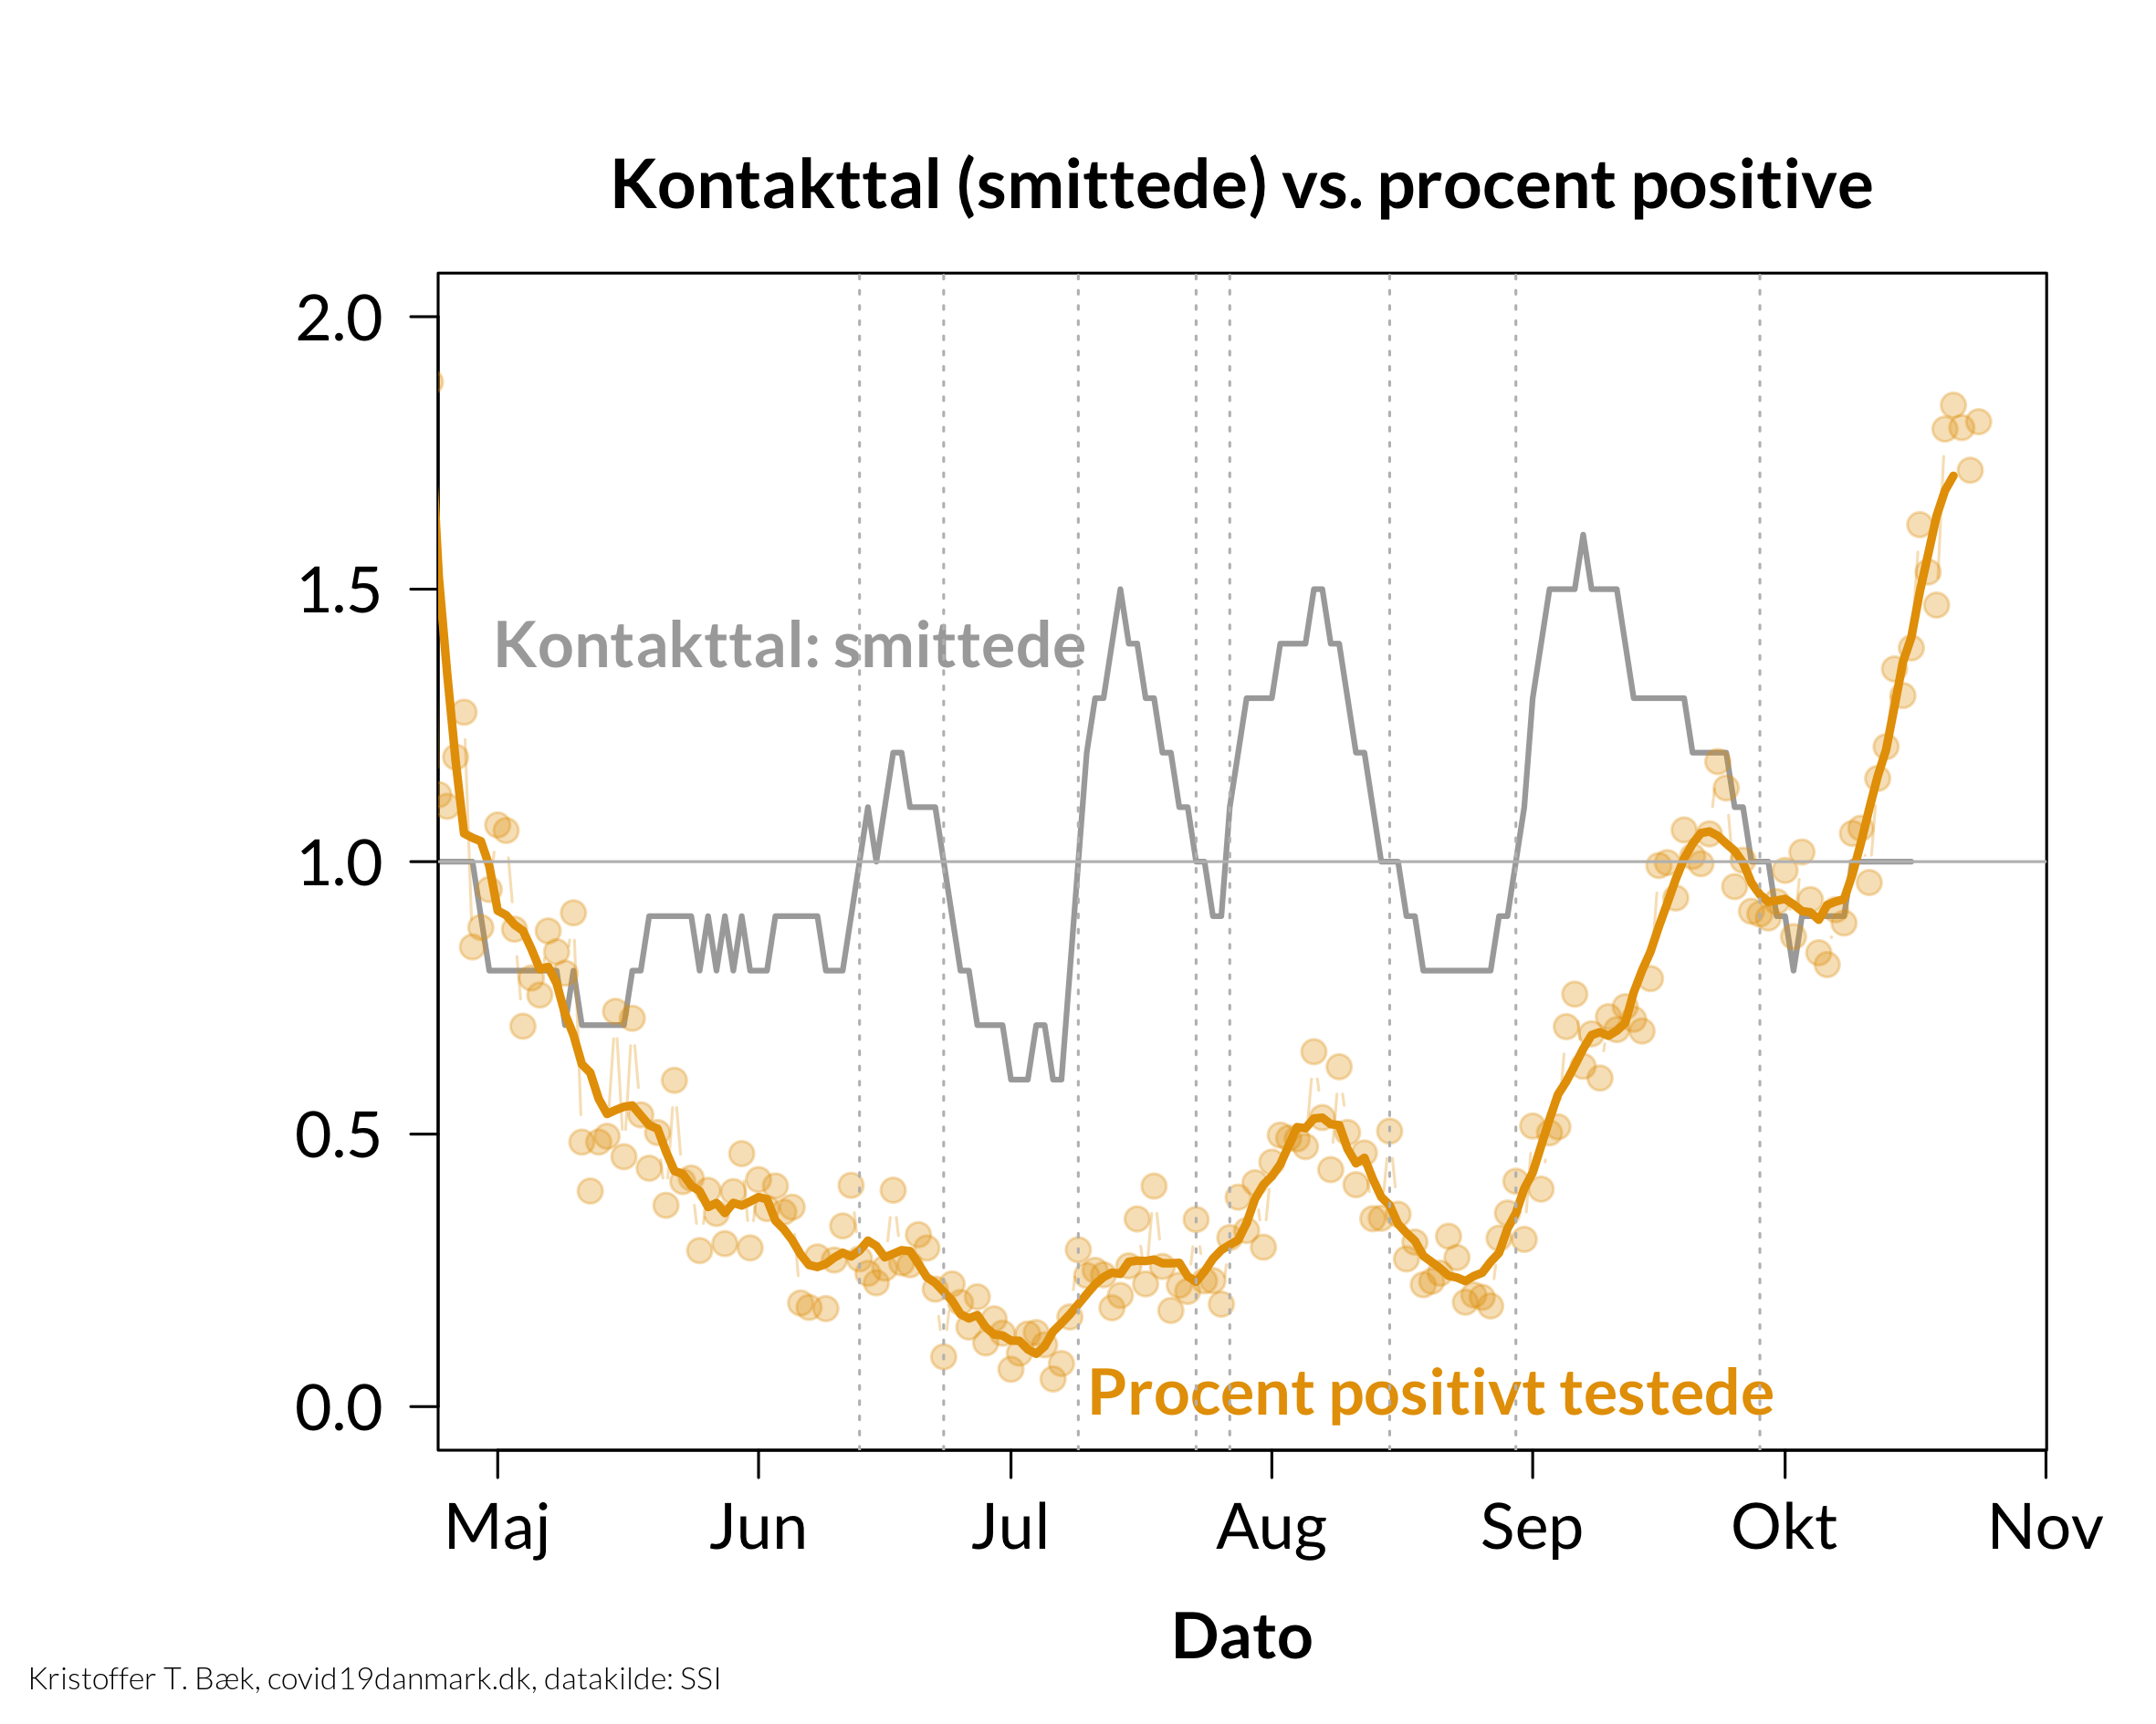 Kontakttal (smittede) vs. procent positive
2.0
1.5
Kontakttal: smittede
1.0
0.5
Procent positivt testede
0.0
Maj Jun Jul Aug Sep Okt Nov
Dato
Kristoffer T. Bæk, covid19danmark.dk, datakilde: SSI